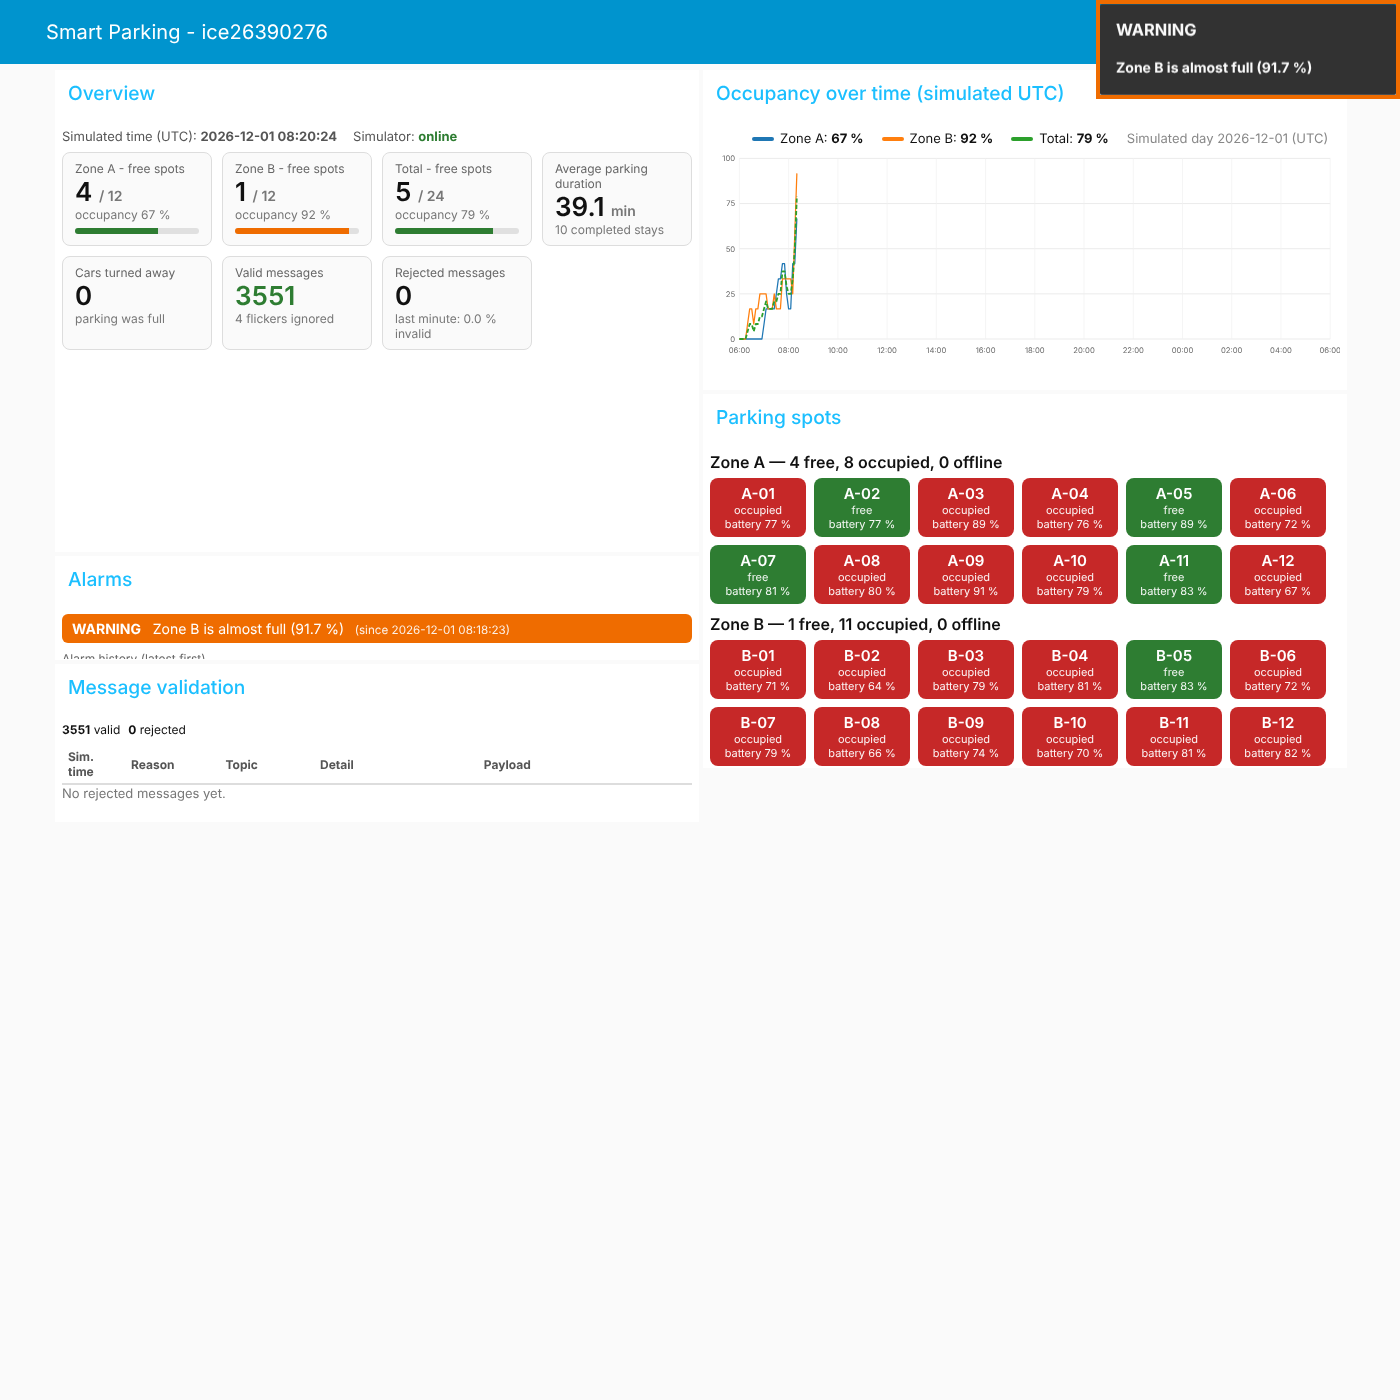 Smart Parking - ice26390276
WARNING
Zone B is almost full (91.7 %)
Overview
Simulated time (UTC): 2026-12-01 08:20:24 Simulator: online
Zone A - free spots
4 / 12
occupancy 67 %
Zone B - free spots
1 / 12
occupancy 92 %
Total - free spots
5 / 24
occupancy 79 %
Average parking
duration
39.1 min
10 completed stays
Cars turned away
0
parking was full
Valid messages
3551
4 flickers ignored
Rejected messages
0
last minute: 0.0 %
invalid
Alarms
WARNING Zone B is almost full (91.7 %) (since 2026-12-01 08:18:23)
Alarm history (latest first)
Message validation
3551 valid 0 rejected
Sim.
time
Reason Topic Detail Payload
No rejected messages yet.
Occupancy over time (simulated UTC)
Zone A: 67 % Zone B: 92 % Total: 79 % Simulated day 2026-12-01 (UTC)
100
75
50
25
0
06:00 08:00 10:00 12:00 14:00 16:00 18:00 20:00 22:00 00:00 02:00 04:00 06:00
Parking spots
Zone A — 4 free, 8 occupied, 0 offline
A-01 A-02 A-03 A-04 A-05 A-06
occupied free occupied occupied free occupied
battery 77 % battery 77 % battery 89 % battery 76 % battery 89 % battery 72 %
A-07 A-08 A-09 A-10 A-11 A-12
free occupied occupied occupied free occupied
battery 81 % battery 80 % battery 91 % battery 79 % battery 83 % battery 67 %
Zone B — 1 free, 11 occupied, 0 offline
B-01 B-02 B-03 B-04 B-05 B-06
occupied occupied occupied occupied free occupied
battery 71 % battery 64 % battery 79 % battery 81 % battery 83 % battery 72 %
B-07 B-08 B-09 B-10 B-11 B-12
occupied occupied occupied occupied occupied occupied
battery 79 % battery 66 % battery 74 % battery 70 % battery 81 % battery 82 %